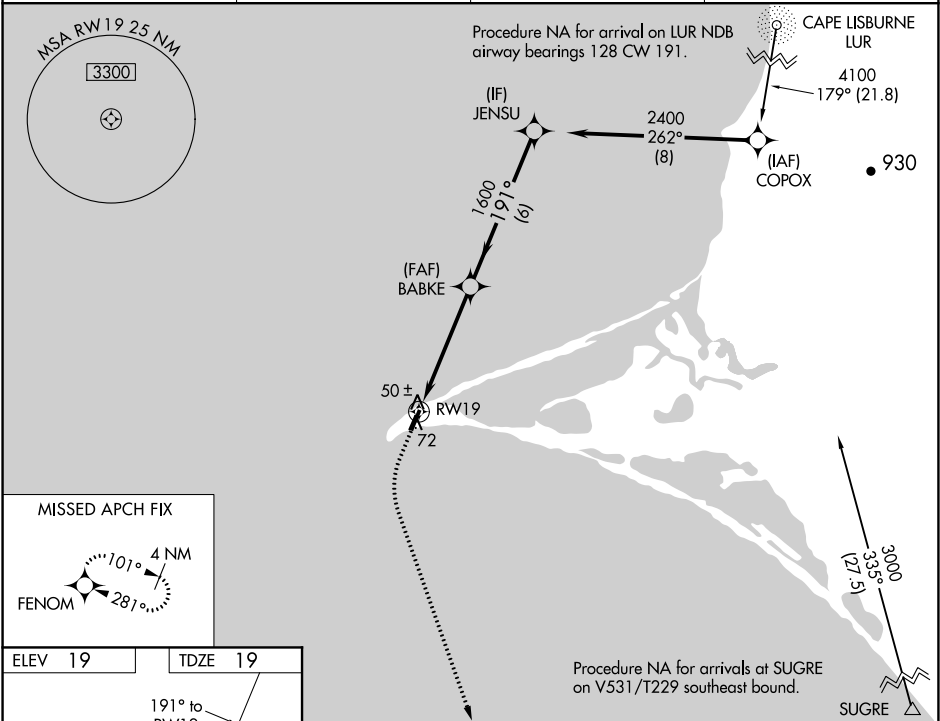 MSA RW19 25 NM
3300
Procedure NA for arrival on LUR NDB
airway bearings 128 CW 191.
CAPE LISBURNE
LUR
4100
179° (21.8)
(IF)
JENSU
2400
262°
(8)
(IAF)
COPOX
930
1600
191°
(6)
(FAF)
BABKE
50 ±
RW19
72
MISSED APCH FIX
4 NM
101°
281°
FENOM
3000
335°
(27.5)
Procedure NA for arrivals at SUGRE
on V531/T229 southeast bound.
SUGRE
ELEV 19
TDZE 19
191° to
RW19